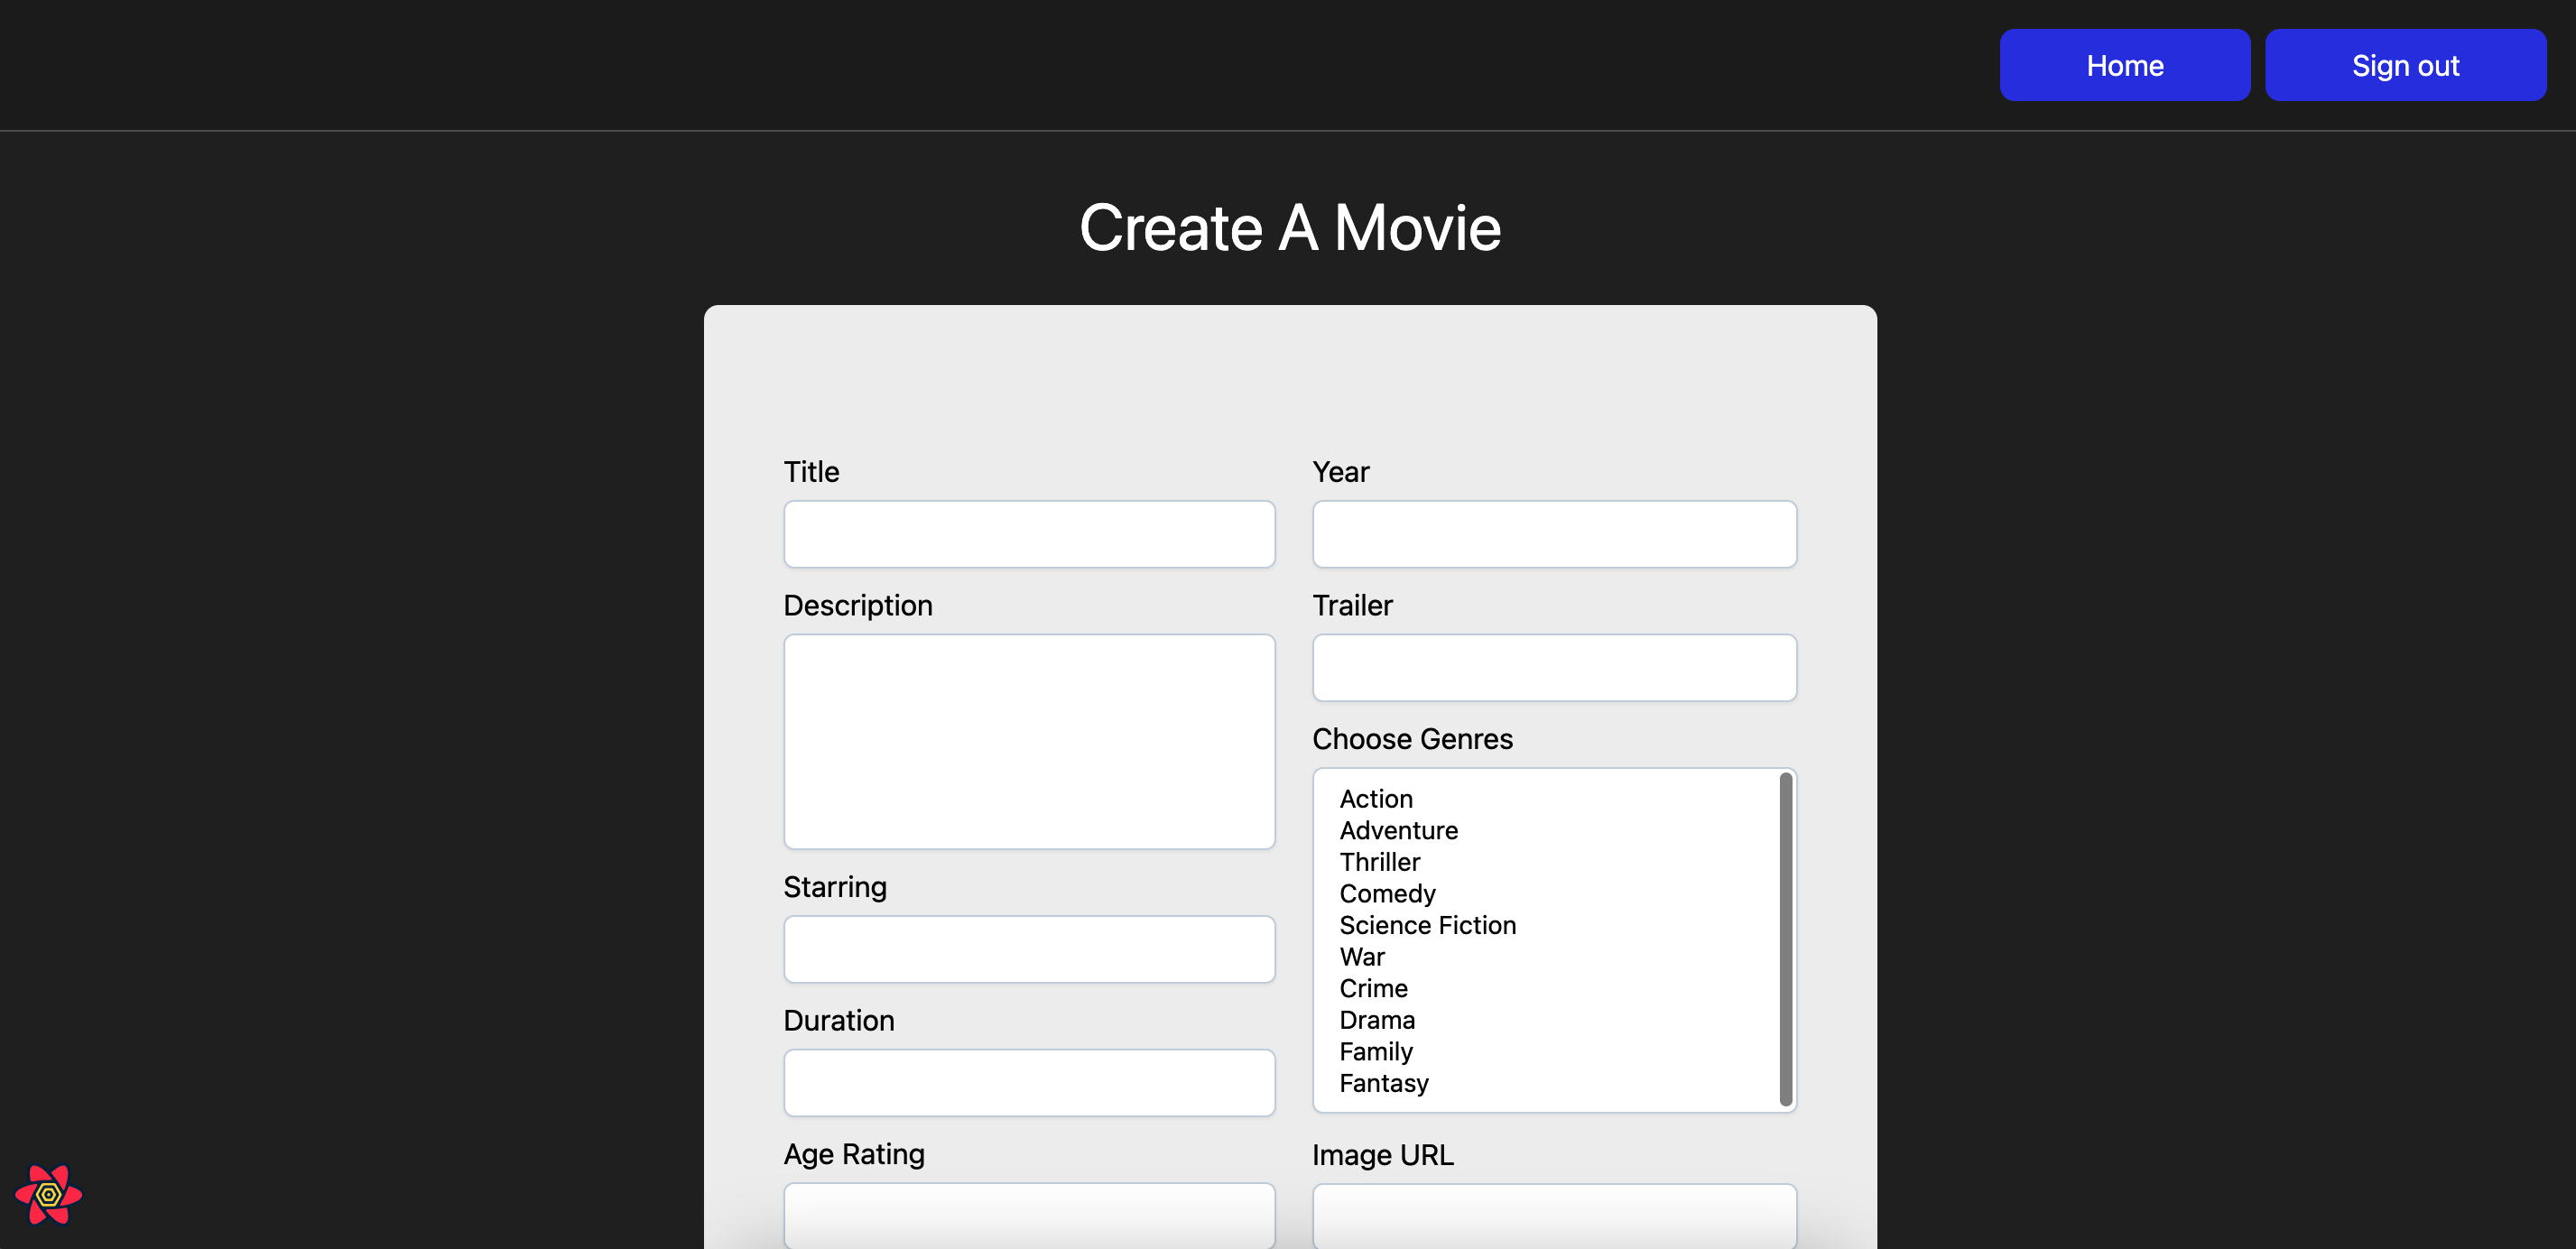 Home
Sign out
Create A Movie
Title
Year
Description
Trailer
Choose Genres
Action
Adventure
Thriller
Comedy
Science Fiction
War
Crime
Drama
Family
Fantasy
Starring
Duration
Age Rating
Image URL